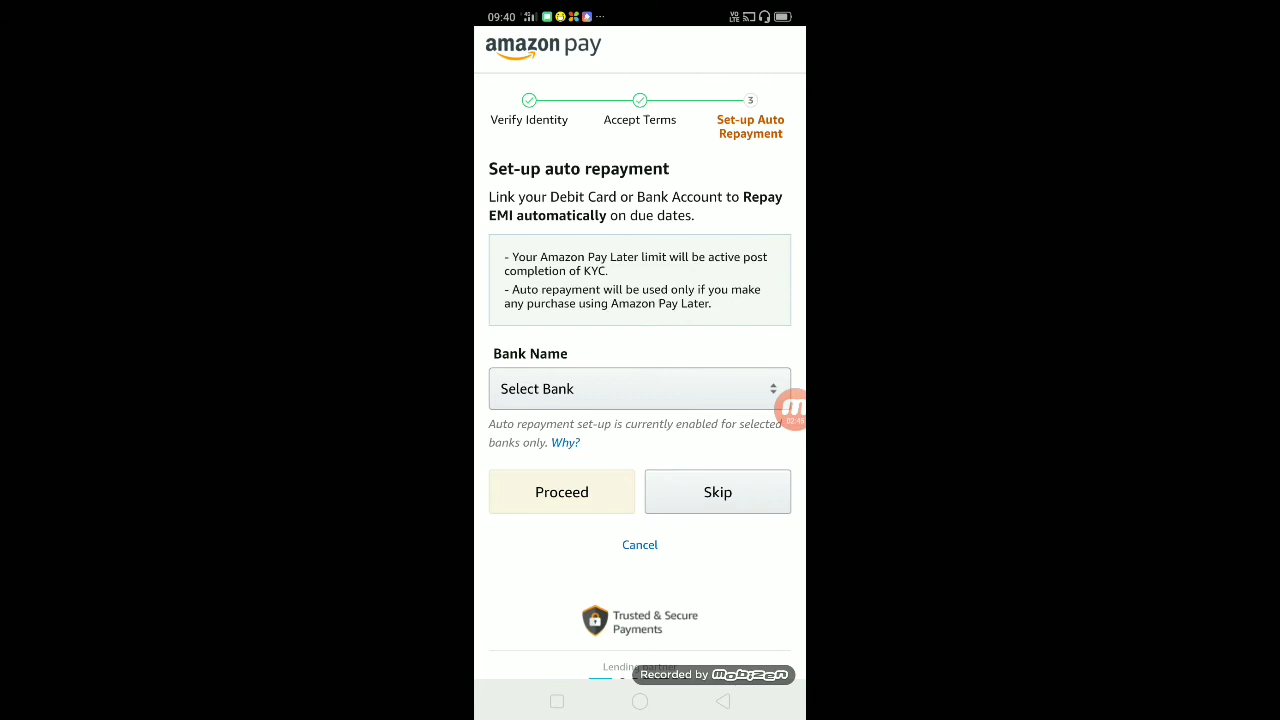 09:40
amazon pay
3
Verify Identity
Accept Terms
Set-up Auto
Repayment
Set-up auto repayment
Link your Debit Card or Bank Account to Repay
EMI automatically on due dates.
- Your Amazon Pay Later limit will be active post
completion of KYC.
- Auto repayment will be used only if you make
any purchase using Amazon Pay Later.
Bank Name
Select Bank
Auto repayment set-up is currently enabled for selected
banks only. Why?
Proceed
Skip
Cancel
Trusted & Secure
Payments
Lending partner
Recorded by mobizen